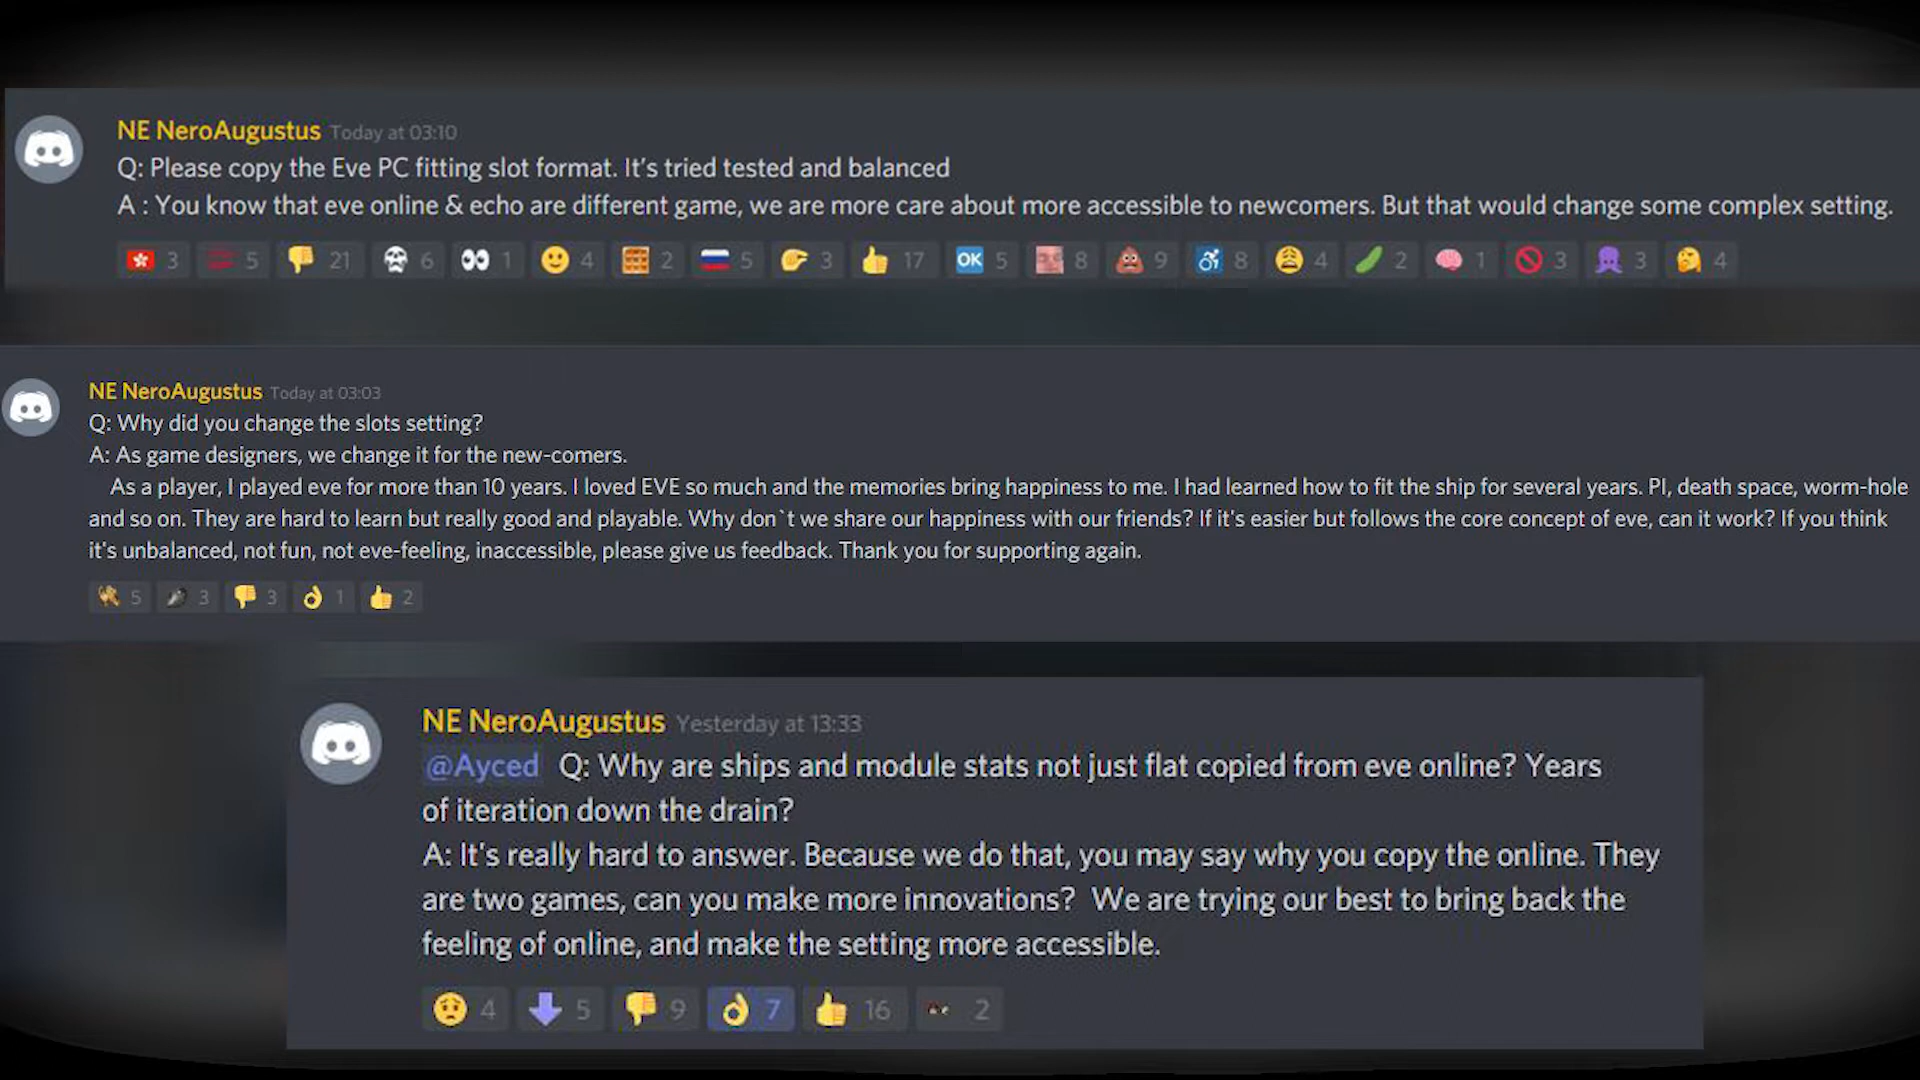 NE NeroAugustus Today at 03:10
Q: Please copy the Eve PC fitting slot format. It's tried tested and balanced
A : You know that eve online & echo are different game, we are more care about more accessible to newcomers. But that would change some complex setting.
3 5 21 6 1 4 2 5 3 17 OK 5 8 9 8 4 2 1 3 3 4
NE NeroAugustus Today at 03:03
Q: Why did you change the slots setting?
A: As game designers, we change it for the new-comers.
As a player, I played eve for more than 10 years. I loved EVE so much and the memories bring happiness to me. I had learned how to fit the ship for several years. PI, death space, worm-hole
and so on. They are hard to learn but really good and playable. Why don`t we share our happiness with our friends? If it's easier but follows the core concept of eve, can it work? If you think
it's unbalanced, not fun, not eve-feeling, inaccessible, please give us feedback. Thank you for supporting again.
5 3 3 1 2
NE NeroAugustus Yesterday at 13:33
@Ayced Q: Why are ships and module stats not just flat copied from eve online? Years
of iteration down the drain?
A: It's really hard to answer. Because we do that, you may say why you copy the online. They
are two games, can you make more innovations? We are trying our best to bring back the
feeling of online, and make the setting more accessible.
4 5 9 7 16 2